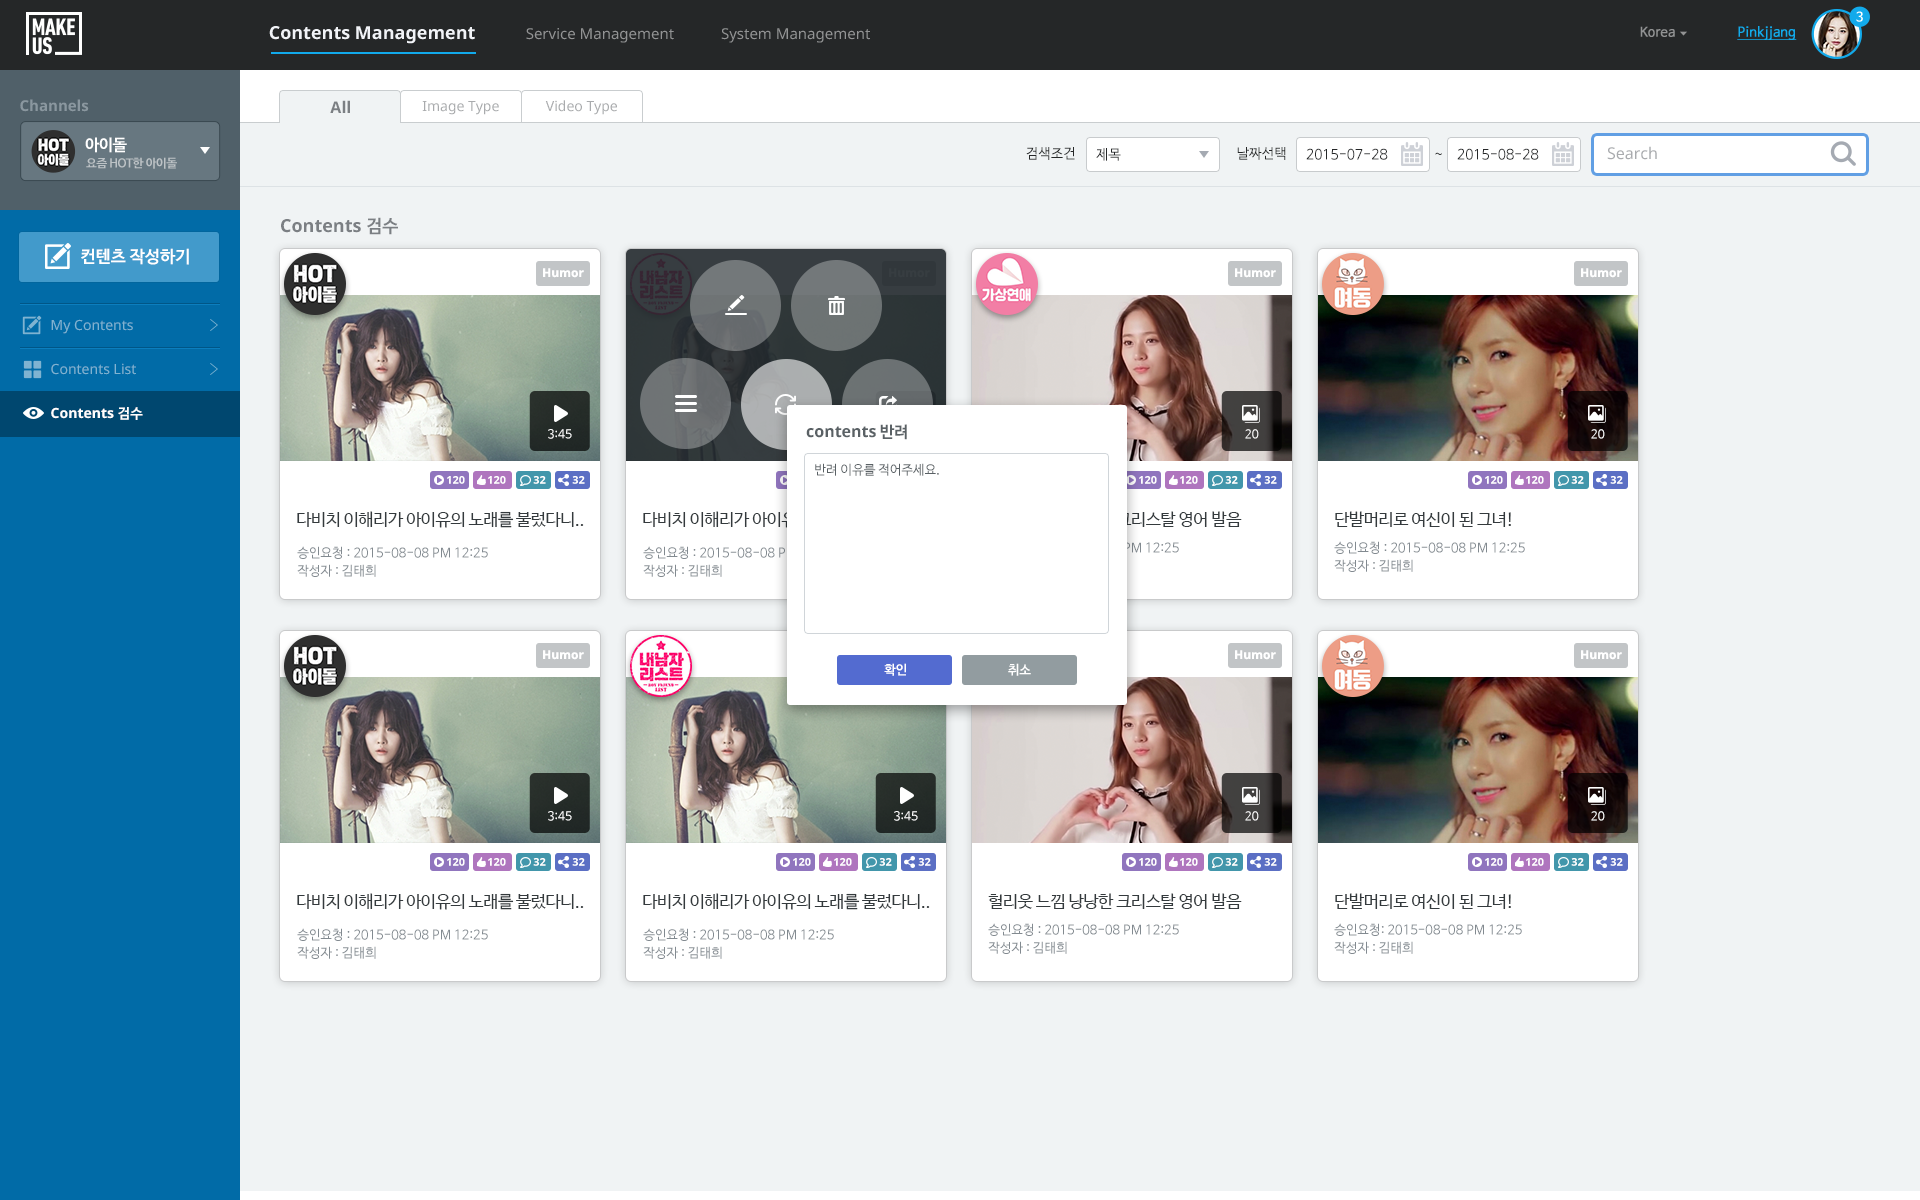 MAKE
US
Contents Management
Service Management
System Management
Korea
Pinkjjang
3
Channels
HOT
아이돌
아이돌
요즘 HOT한 아이돌
컨텐츠 작성하기
My Contents
Contents List
Contents 검수
All
Image Type
Video Type
검색조건
제목
날짜선택
2015-07-28
~
2015-08-28
Search
Contents 검수
HOT
아이돌
Humor
3:45
120
120
32
32
다비치 이해리가 아이유의 노래를 불렀다니..
승인요청 : 2015-08-08 PM 12:25
작성자 : 김태희
내남자
리스트
Humor
다비치 이해리가 아이유
승인요청 : 2015-08-08 P
작성자 : 김태희
가상연애
Humor
20
120
120
32
32
크리스탈 영어 발음
PM 12:25
여동
Humor
20
120
120
32
32
단발머리로 여신이 된 그녀!
승인요청 : 2015-08-08 PM 12:25
작성자 : 김태희
contents 반려
반려 이유를 적어주세요.
확인
취소
HOT
아이돌
Humor
3:45
120
120
32
32
다비치 이해리가 아이유의 노래를 불렀다니..
승인요청 : 2015-08-08 PM 12:25
작성자 : 김태희
내남자
리스트
LIST
3:45
120
120
32
32
다비치 이해리가 아이유의 노래를 불렀다니..
승인요청 : 2015-08-08 PM 12:25
작성자 : 김태희
Humor
20
120
120
32
32
헐리웃 느낌 낭낭한 크리스탈 영어 발음
승인요청 : 2015-08-08 PM 12:25
작성자 : 김태희
여동
Humor
20
120
120
32
32
단발머리로 여신이 된 그녀!
승인요청: 2015-08-08 PM 12:25
작성자 : 김태희